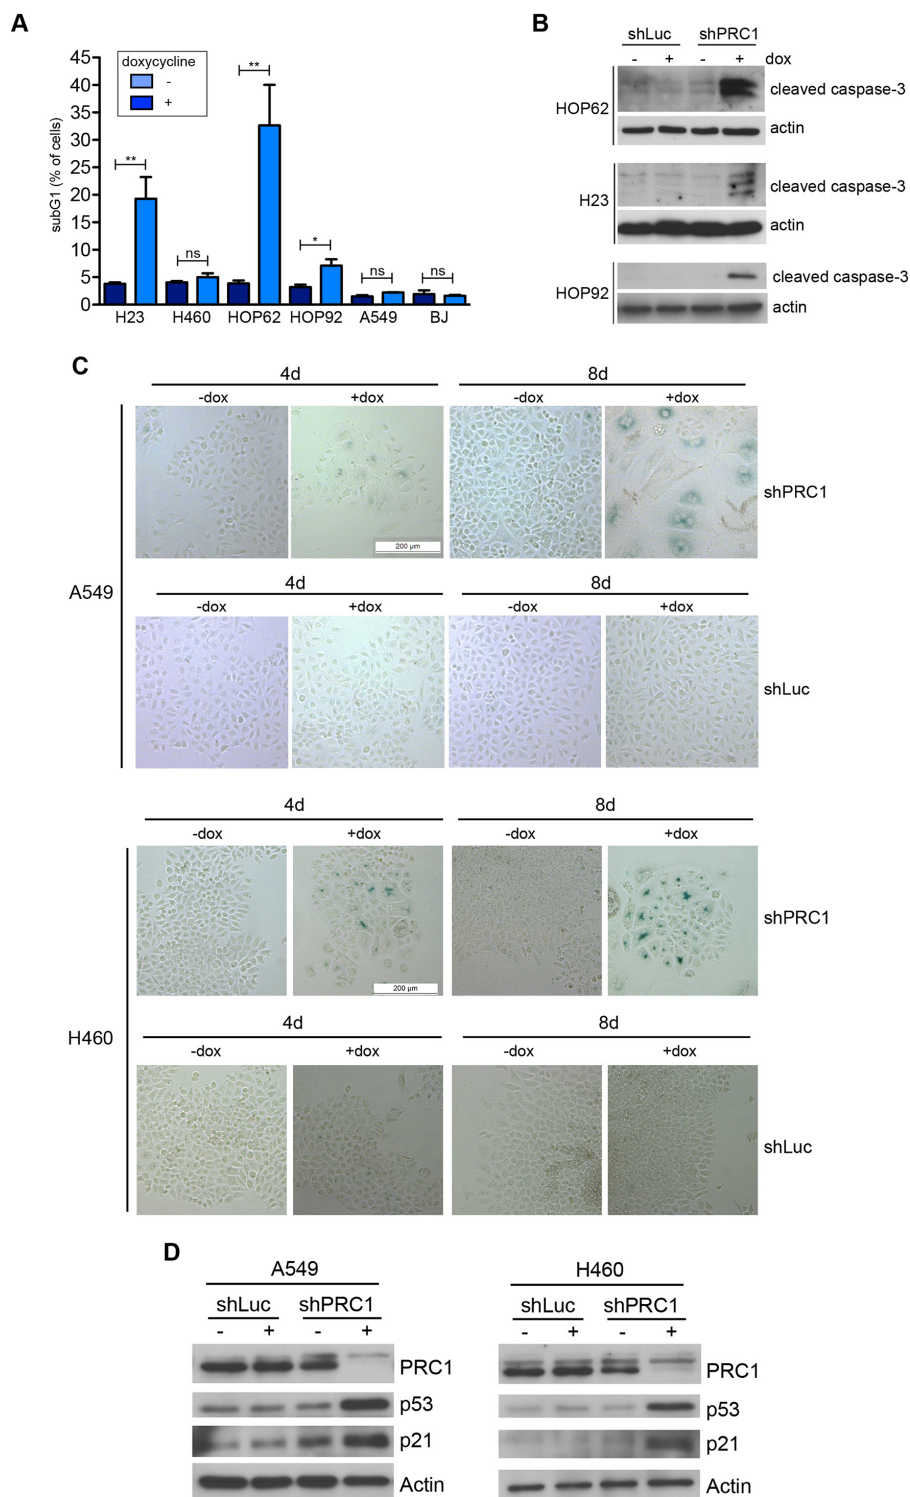 A
45
40
35
30
25
20
15
10
5
0
subG1 (% of cells)
doxycycline
-
+
**
ns
**
*
ns
ns
H23
H460
HOP62
HOP92
A549
BJ
B
shLuc
shPRC1
- + - + dox
HOP62
cleaved caspase-3
actin
H23
cleaved caspase-3
actin
HOP92
cleaved caspase-3
actin
C
4d
8d
-dox
+dox
-dox
+dox
shPRC1
200 µm
A549
4d
8d
-dox
+dox
-dox
+dox
shLuc
4d
8d
-dox
+dox
-dox
+dox
shPRC1
200 µm
H460
4d
8d
-dox
+dox
-dox
+dox
shLuc
D
A549
shLuc
shPRC1
- + - +
PRC1
p53
p21
Actin
H460
shLuc
shPRC1
- + - +
PRC1
p53
p21
Actin